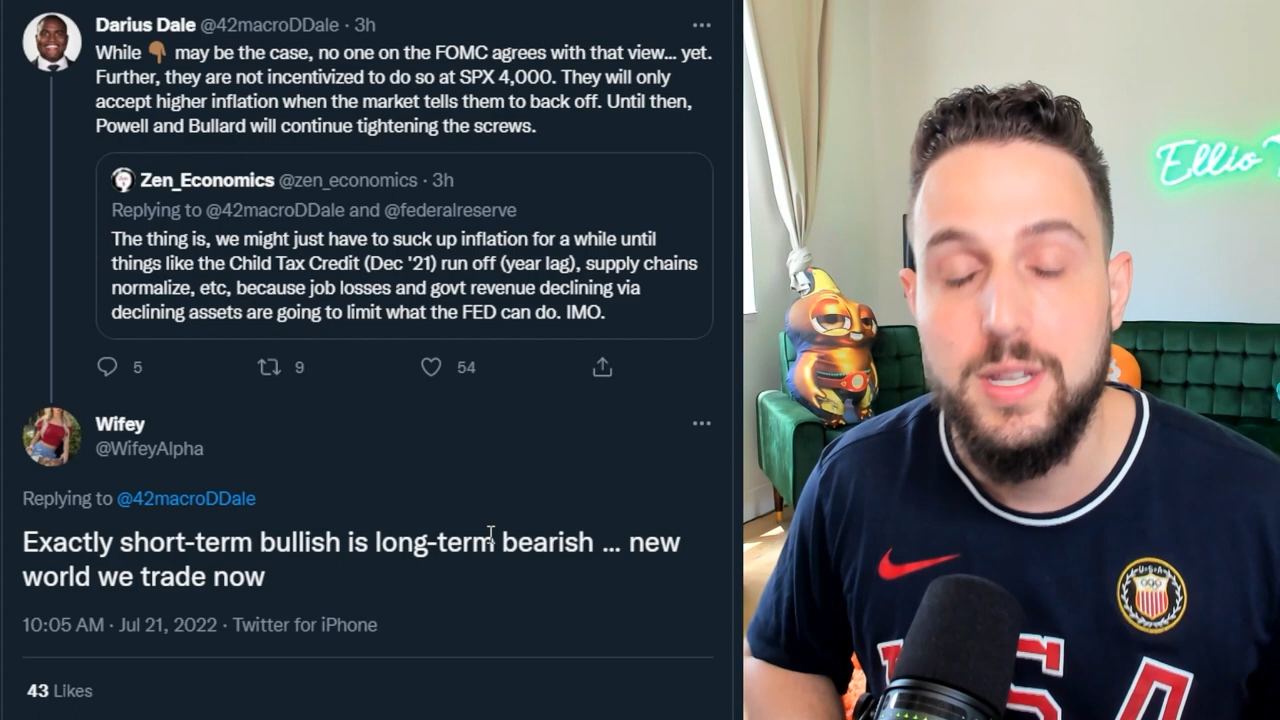 Darius Dale @42macroDDale · 3h
While 👇🏾 may be the case, no one on the FOMC agrees with that view... yet.
Further, they are not incentivized to do so at SPX 4,000. They will only
accept higher inflation when the market tells them to back off. Until then,
Powell and Bullard will continue tightening the screws.
Zen_Economics @zen_economics · 3h
Replying to @42macroDDale and @federalreserve
The thing is, we might just have to suck up inflation for a while until
things like the Child Tax Credit (Dec '21) run off (year lag), supply chains
normalize, etc, because job losses and govt revenue declining via
declining assets are going to limit what the FED can do. IMO.
5 9 54
Wifey
@WifeyAlpha
Replying to @42macroDDale
Exactly short-term bullish is long-term bearish ... new
world we trade now
10:05 AM · Jul 21, 2022 · Twitter for iPhone
43 Likes
Ellio
USA
USA